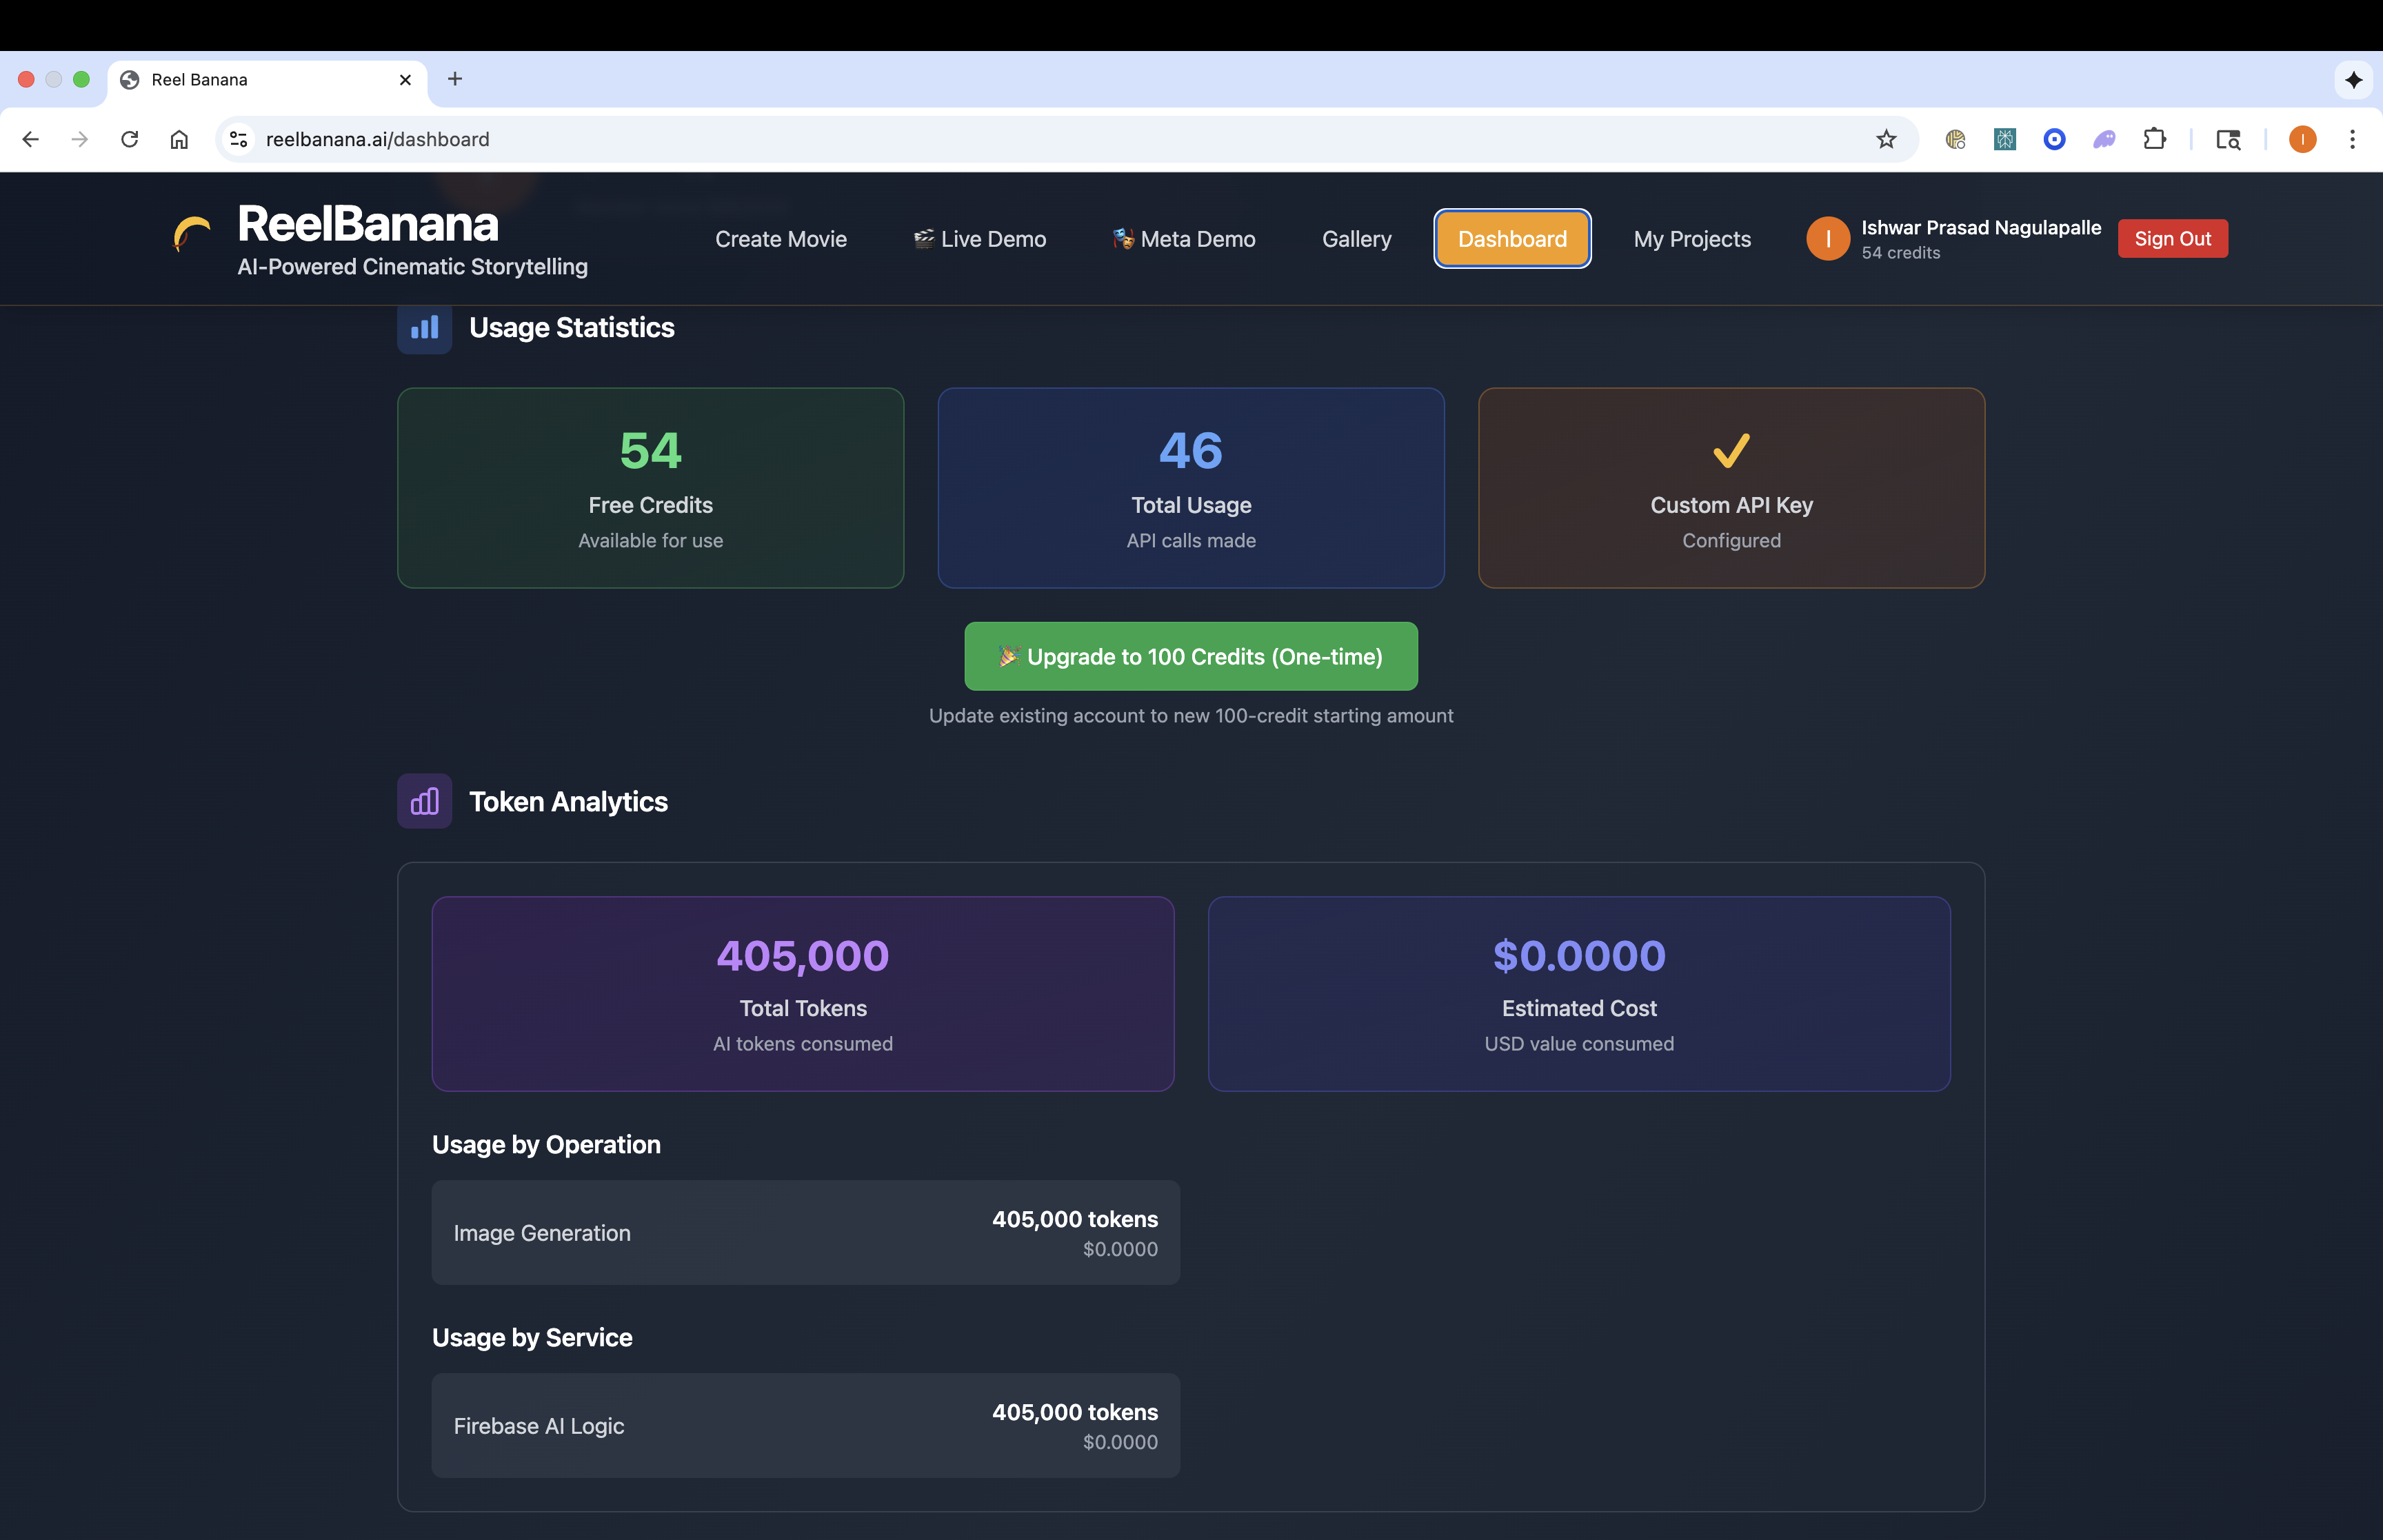 Reel Banana
reelbanana.ai/dashboard
ReelBanana
AI-Powered Cinematic Storytelling
Create Movie
🎬 Live Demo
🎭 Meta Demo
Gallery
Dashboard
My Projects
I
Ishwar Prasad Nagulapalle
54 credits
Sign Out
Usage Statistics
54
Free Credits
Available for use
46
Total Usage
API calls made
Custom API Key
Configured
🎉 Upgrade to 100 Credits (One-time)
Update existing account to new 100-credit starting amount
Token Analytics
405,000
Total Tokens
AI tokens consumed
$0.0000
Estimated Cost
USD value consumed
Usage by Operation
Image Generation
405,000 tokens
$0.0000
Usage by Service
Firebase AI Logic
405,000 tokens
$0.0000